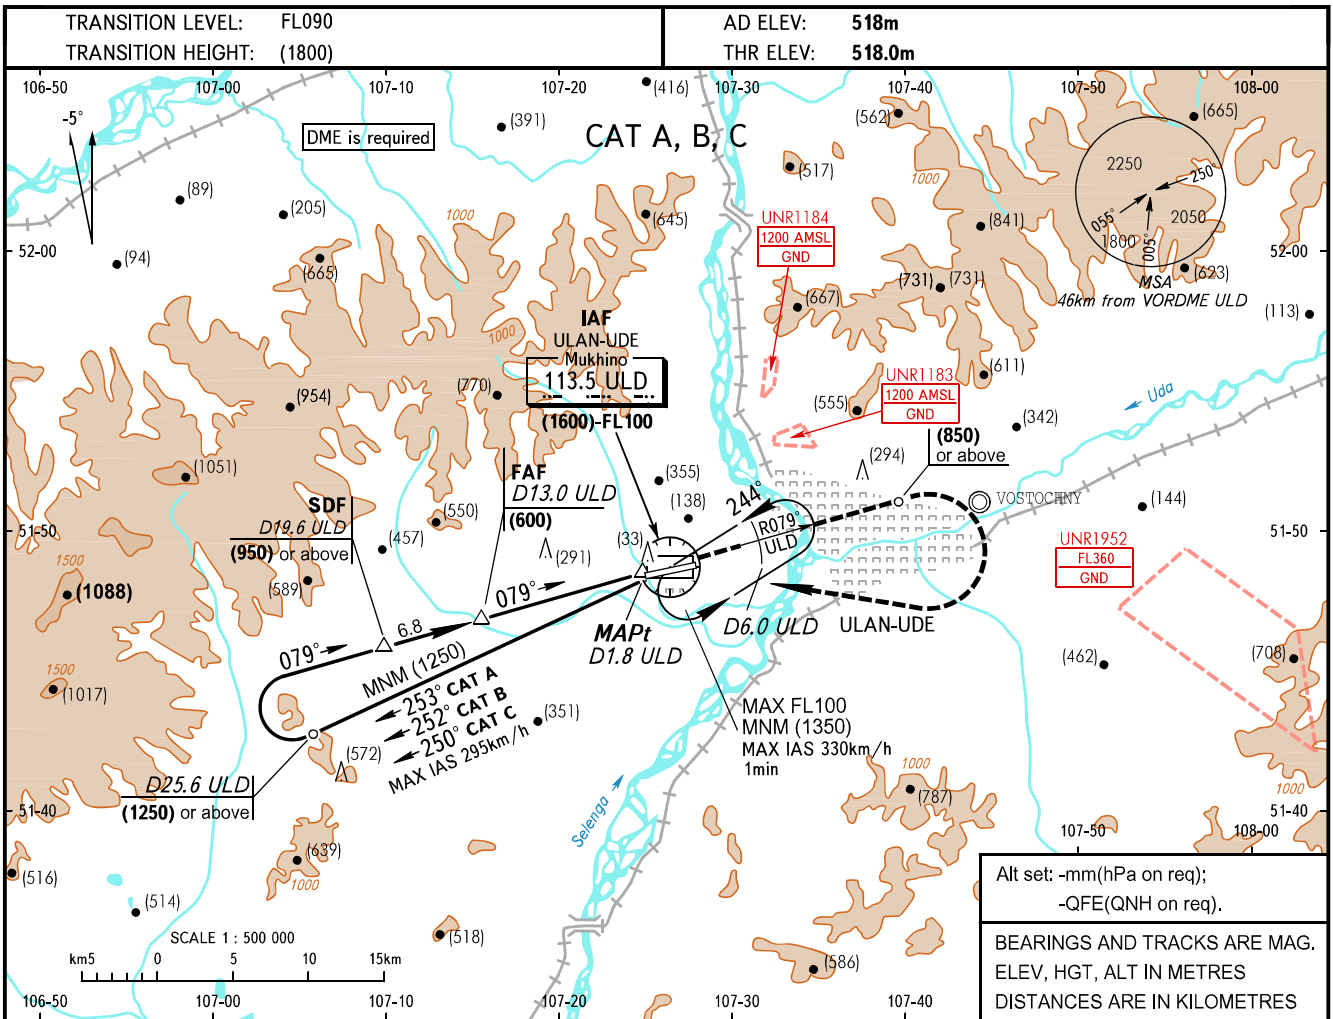 TRANSITION LEVEL: FL090
TRANSITION HEIGHT: (1800)
AD ELEV: 518m
THR ELEV: 518.0m
106-50
107-00
107-10
107-20
107-30
107-40
107-50
108-00
-5°
DME is required
(391)
(416)
CAT A, B, C
(562)
(665)
(517)
1000
2250
250°
055°
2050
1800
005°
MSA
46km from VORDME ULD
(89)
(205)
1000
(645)
UNR1184
1200 AMSL
GND
(841)
52-00
(94)
(665)
52-00
(623)
(731)
(731)
(667)
(113)
1000
IAF
ULAN-UDE
Mukhino
113.5 ULD
(1600)-FL100
(770)
(954)
UNR1183
1200 AMSL
GND
(611)
(555)
(342)
Uda
(850)
or above
(1051)
FAF
D13.0 ULD
(600)
(355)
(138)
(294)
VOSTOCHNY
(144)
SDF
D19.6 ULD
(950) or above
(550)
(457)
244°
R079°
ULD
51-50
51-50
(33)
(291)
UNR1952
FL360
GND
1500
(1088)
(589)
079°
079°
6.8
MAPt
D1.8 ULD
D6.0 ULD
ULAN-UDE
1500
(1017)
MNM (1250)
253° CAT A
252° CAT B
250° CAT C
MAX IAS 295km/h
(351)
(462)
(708)
MAX FL100
MNM (1350)
MAX IAS 330km/h
1min
(572)
D25.6 ULD
(1250) or above
1000
(787)
1000
51-40
51-40
Selenga
107-50
108-00
(639)
1000
(516)
(514)
(518)
(586)
SCALE 1 : 500 000
km5 0 5 10 15km
106-50
107-00
107-10
107-20
107-30
107-40
Alt set: -mm(hPa on req);
-QFE(QNH on req).
BEARINGS AND TRACKS ARE MAG.
ELEV, HGT, ALT IN METRES
DISTANCES ARE IN KILOMETRES